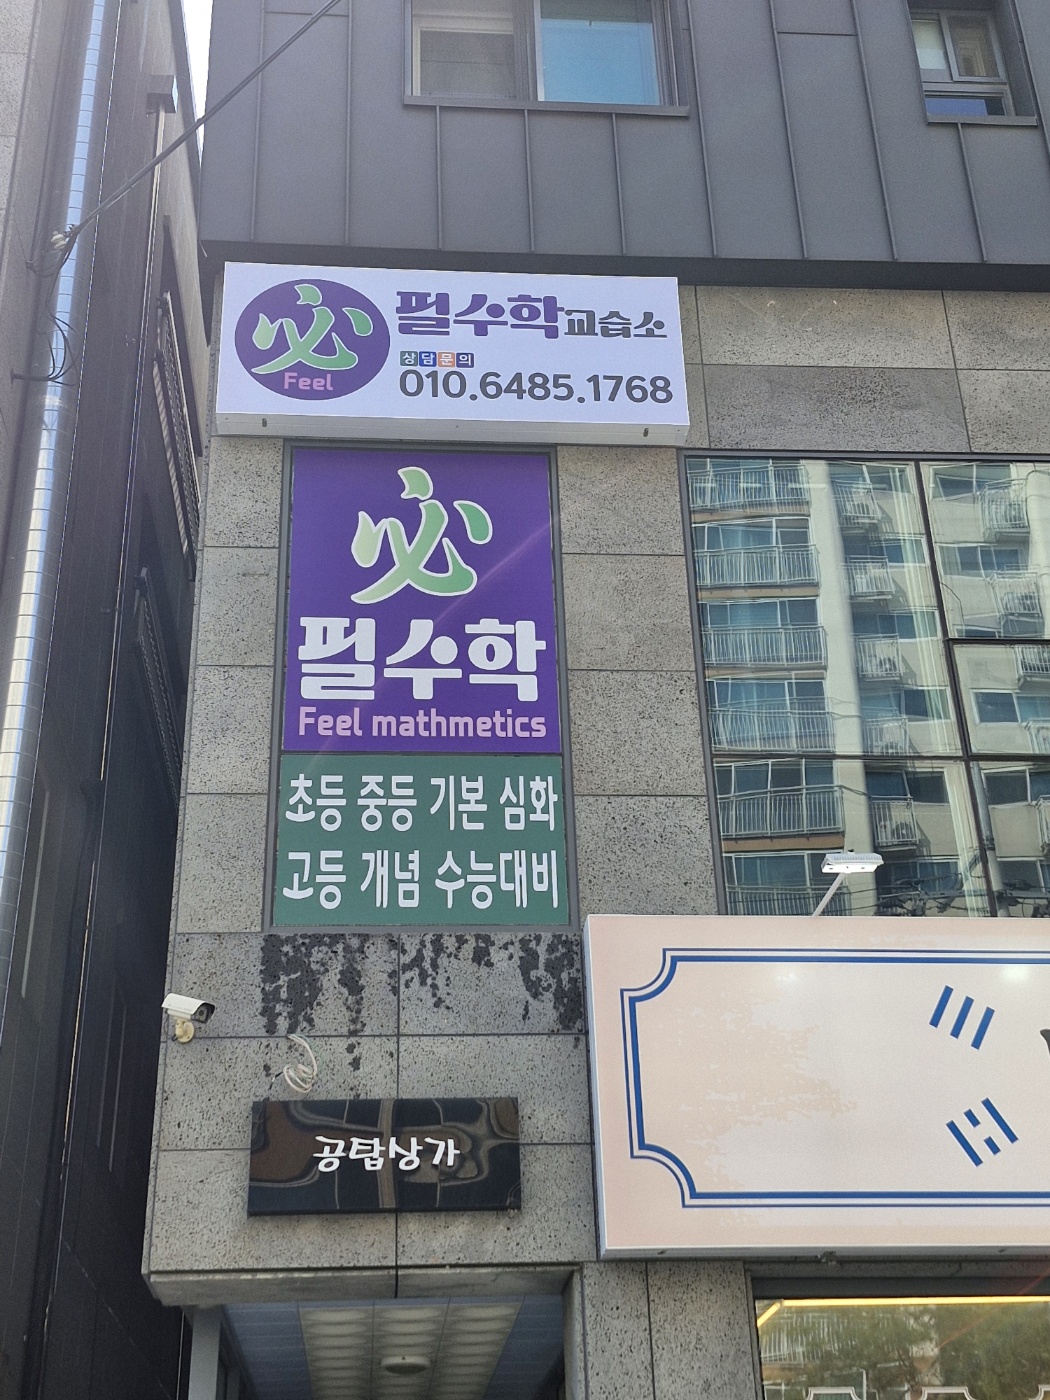 必
Feel
필수학교습소
상담문의
010.6485.1768
必
필수학
Feel mathmetics
초등 중등 기본 심화
고등 개념 수능대비
공탑상가